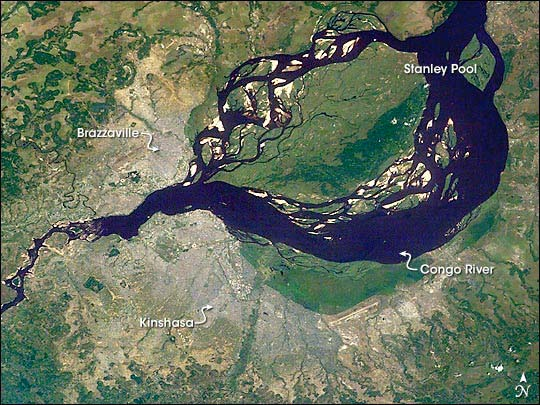 Stanley Pool
Brazzaville
Congo River
Kinshasa
N